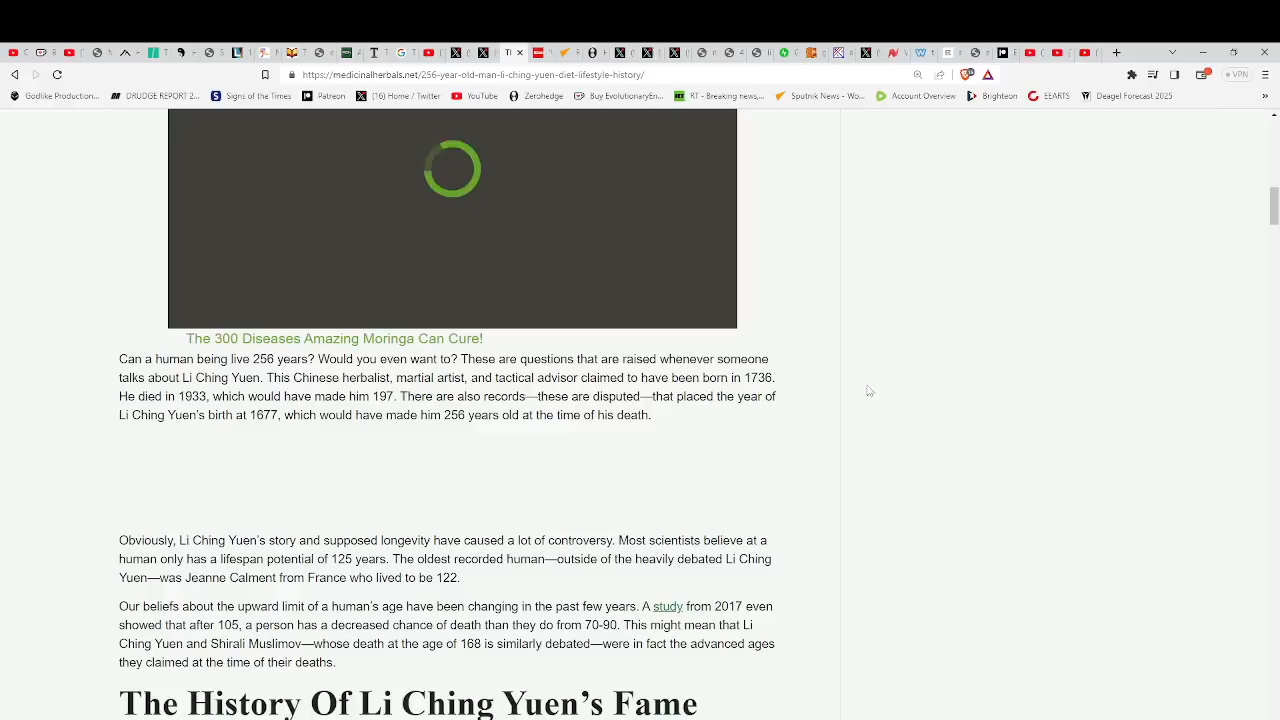 https://medicinalherbals.net/256-year-old-man-li-ching-yuen-diet-lifestyle-history/
VPN
Godlike Production...
DRUDGE REPORT 2...
Signs of the Times
Patreon
(16) Home / Twitter
YouTube
Zerohedge
Buy EvolutionaryEn...
RT - Breaking news,...
Sputnik News - Wo...
Account Overview
Brighteon
EEARTS
Deagel Forecast 2025
The 300 Diseases Amazing Moringa Can Cure!
Can a human being live 256 years? Would you even want to? These are questions that are raised whenever someone
talks about Li Ching Yuen. This Chinese herbalist, martial artist, and tactical advisor claimed to have been born in 1736.
He died in 1933, which would have made him 197. There are also records—these are disputed—that placed the year of
Li Ching Yuen's birth at 1677, which would have made him 256 years old at the time of his death.
Obviously, Li Ching Yuen's story and supposed longevity have caused a lot of controversy. Most scientists believe at a
human only has a lifespan potential of 125 years. The oldest recorded human—outside of the heavily debated Li Ching
Yuen—was Jeanne Calment from France who lived to be 122.
Our beliefs about the upward limit of a human's age have been changing in the past few years. A study from 2017 even
showed that after 105, a person has a decreased chance of death than they do from 70-90. This might mean that Li
Ching Yuen and Shirali Muslimov—whose death at the age of 168 is similarly debated—were in fact the advanced ages
they claimed at the time of their deaths.
The History Of Li Ching Yuen's Fame